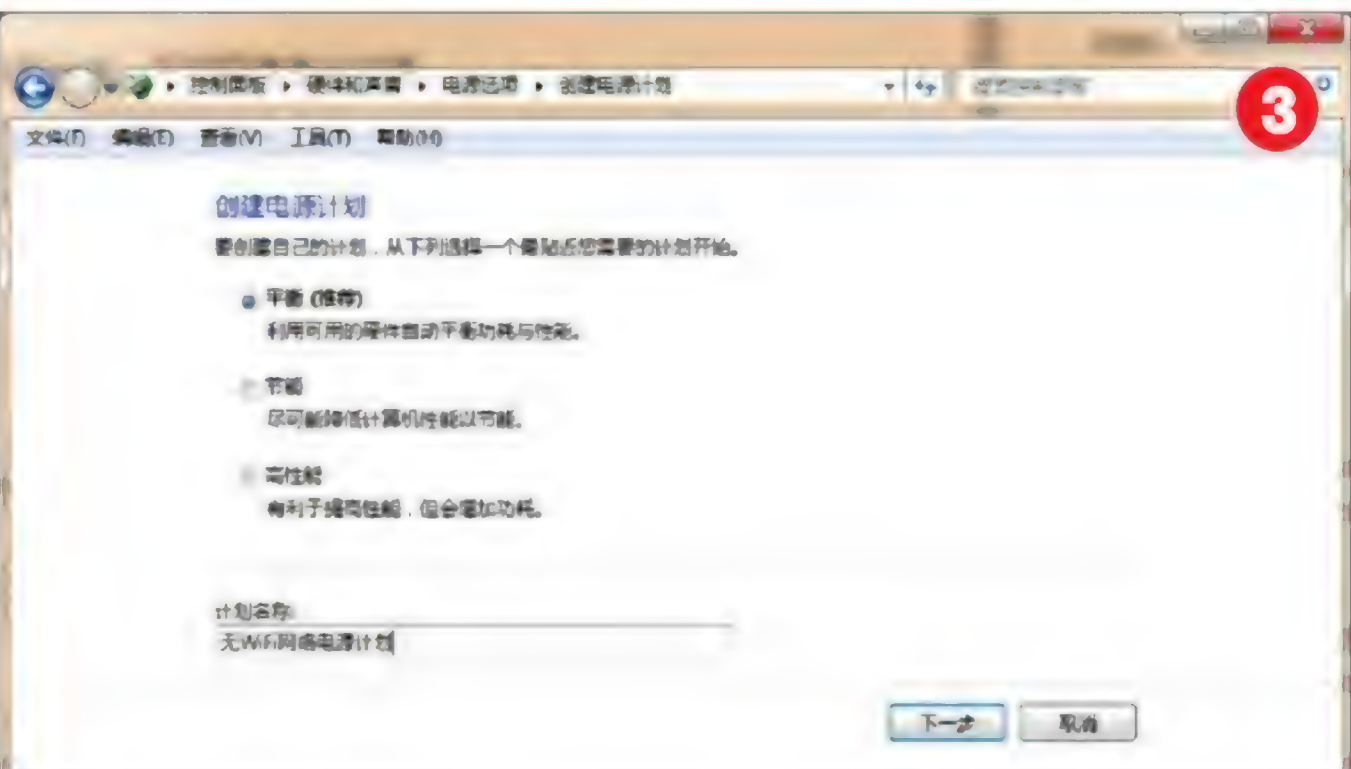 控制面板 ▸ 硬件和声音 ▸ 电源选项 ▸ 创建电源计划
3
文件(F) 编辑(E) 查看(V) 工具(T) 帮助(H)
创建电源计划
要创建自己的计划，从下列选择一个最贴近您需要的计划开始。
平衡 (推荐)
利用可用的硬件自动平衡功耗与性能。
节能
尽可能降低计算机性能以节能。
高性能
有利于提高性能，但会增加功耗。
计划名称:
无WiFi网络电源计划
下一步 取消